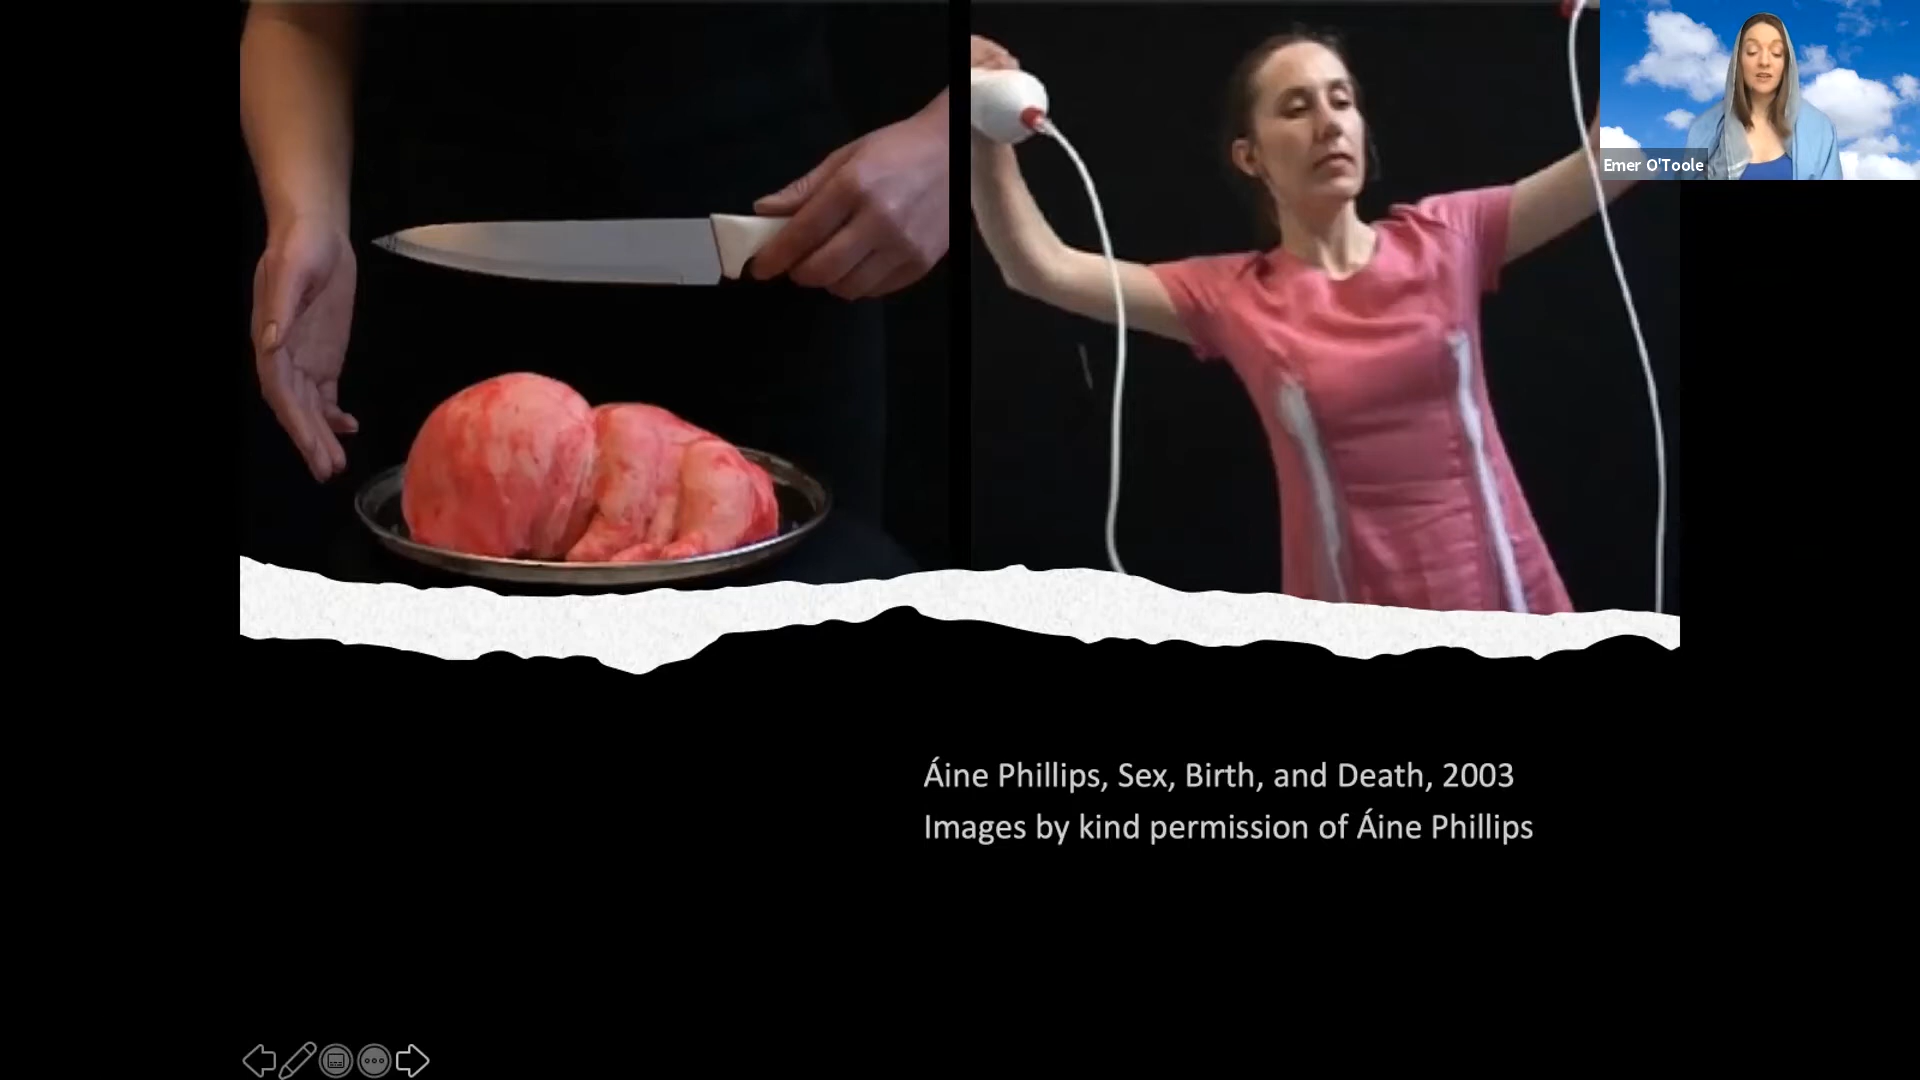 Emer O'Toole
Áine Phillips, Sex, Birth, and Death, 2003
Images by kind permission of Áine Phillips